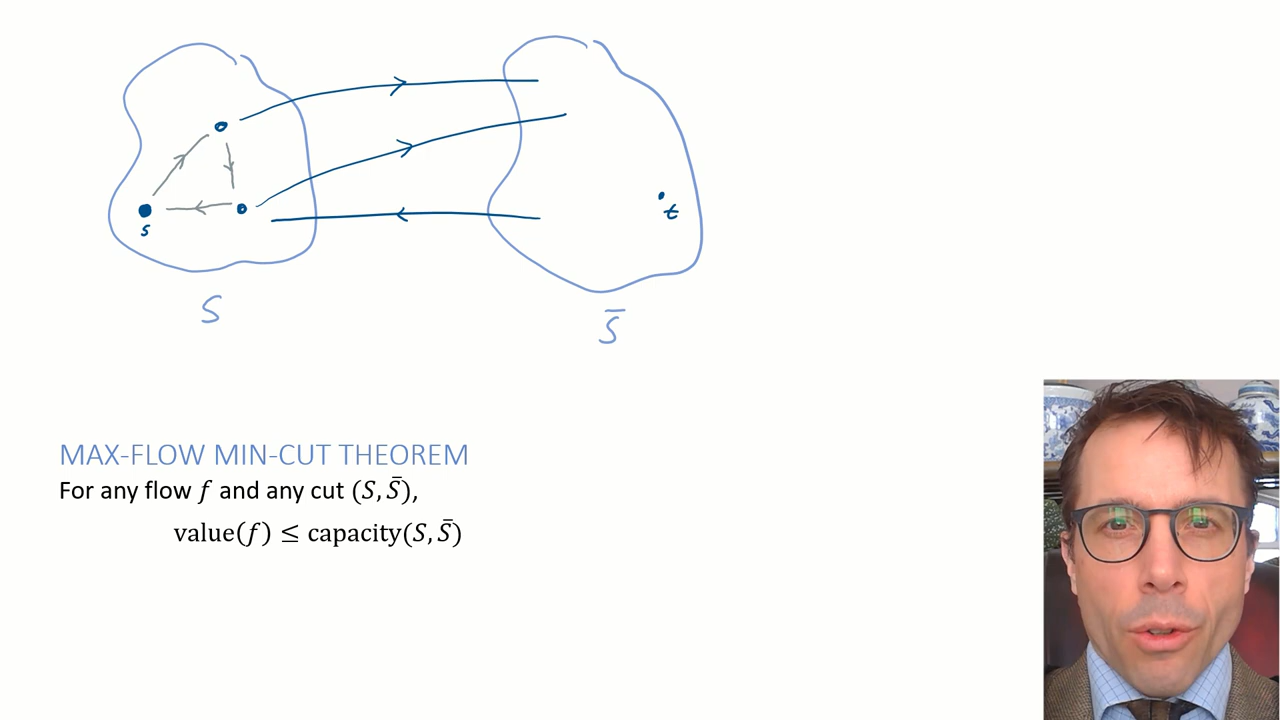 s
t
S
S̄
MAX-FLOW MIN-CUT THEOREM
For any flow 𝑓 and any cut (𝑆, 𝑆̄),
value(𝑓) ≤ capacity(𝑆, 𝑆̄)